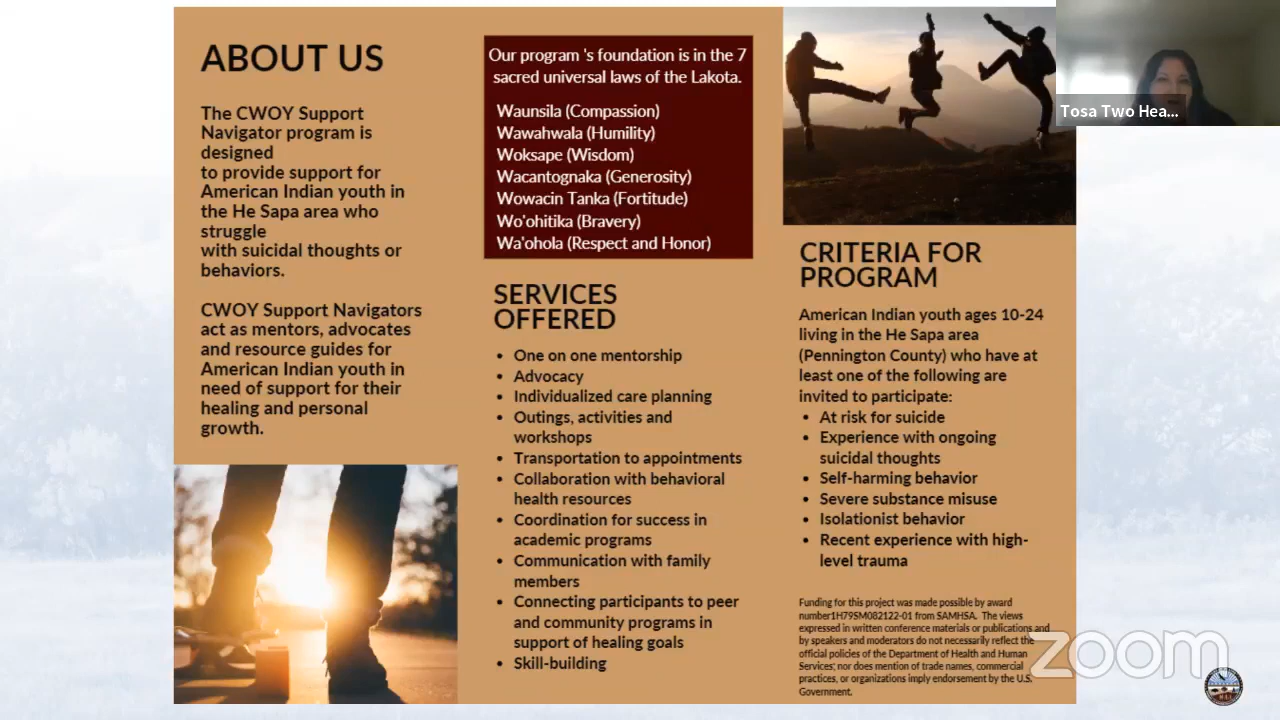 ABOUT US
The CWOY Support
Navigator program is
designed
to provide support for
American Indian youth in
the He Sapa area who
struggle
with suicidal thoughts or
behaviors.
CWOY Support Navigators
act as mentors, advocates
and resource guides for
American Indian youth in
need of support for their
healing and personal
growth.
Our program 's foundation is in the 7
sacred universal laws of the Lakota.
Waunsila (Compassion)
Wawahwala (Humility)
Woksape (Wisdom)
Wacantognaka (Generosity)
Wowacin Tanka (Fortitude)
Wo'ohitika (Bravery)
Wa'ohola (Respect and Honor)
SERVICES
OFFERED
• One on one mentorship
• Advocacy
• Individualized care planning
• Outings, activities and
workshops
• Transportation to appointments
• Collaboration with behavioral
health resources
• Coordination for success in
academic programs
• Communication with family
members
• Connecting participants to peer
and community programs in
support of healing goals
• Skill-building
CRITERIA FOR
PROGRAM
American Indian youth ages 10-24
living in the He Sapa area
(Pennington County) who have at
least one of the following are
invited to participate:
• At risk for suicide
• Experience with ongoing
suicidal thoughts
• Self-harming behavior
• Severe substance misuse
• Isolationist behavior
• Recent experience with high-
level trauma
Funding for this project was made possible by award
number1H79SM082122-01 from SAMHSA. The views
expressed in written conference materials or publications and
by speakers and moderators do not necessarily reflect the
official policies of the Department of Health and Human
Services; nor does mention of trade names, commercial
practices, or organizations imply endorsement by the U.S.
Government.
Tosa Two Hea...
zoom